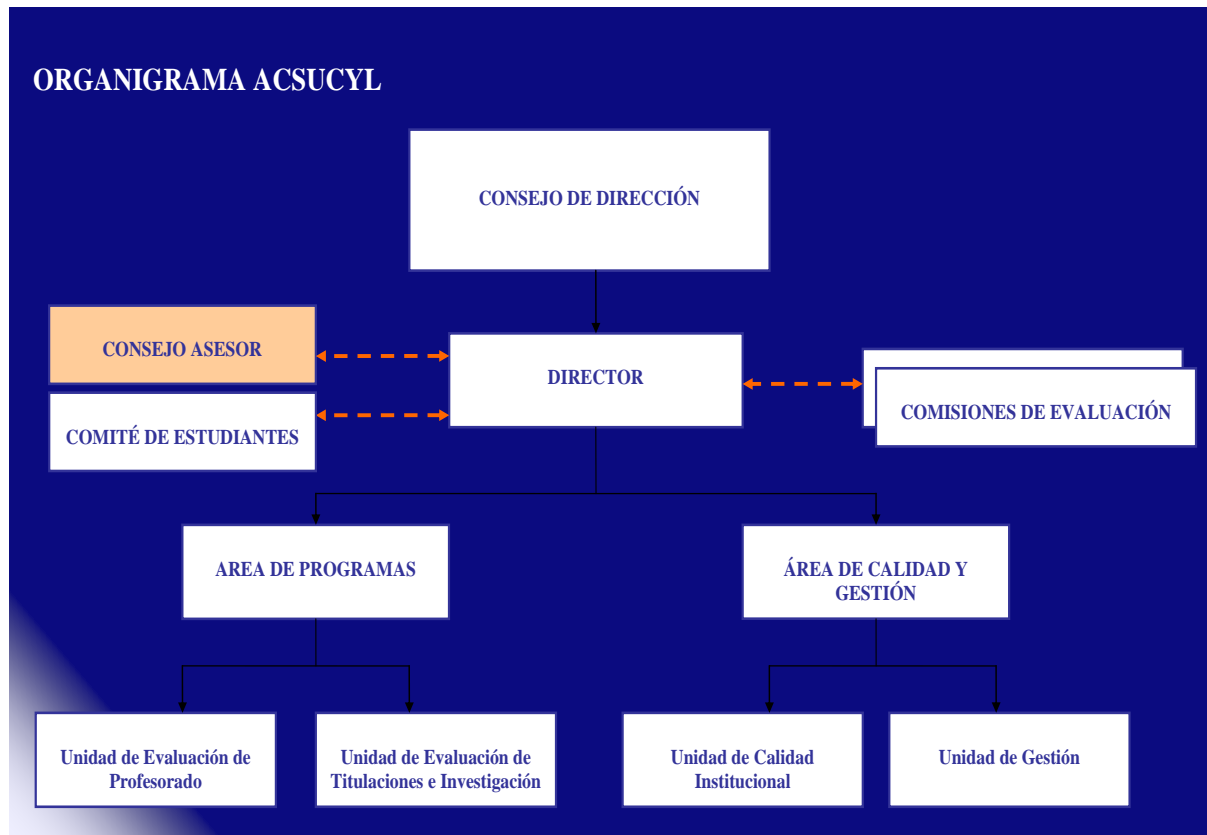 ORGANIGRAMA ACSUCYL
CONSEJO DE DIRECCIÓN
CONSEJO ASESOR
DIRECTOR
COMISIONES DE EVALUACIÓN
COMITÉ DE ESTUDIANTES
AREA DE PROGRAMAS
ÁREA DE CALIDAD Y
GESTIÓN
Unidad de Evaluación de
Profesorado
Unidad de Evaluación de
Titulaciones e Investigación
Unidad de Calidad
Institucional
Unidad de Gestión